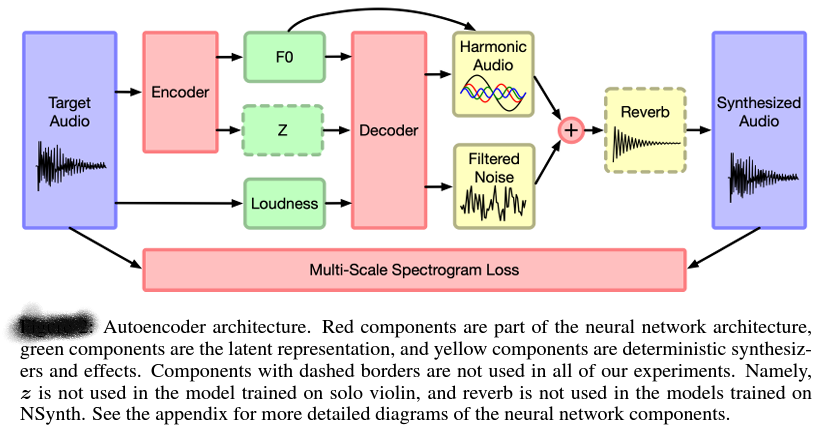 F0
Harmonic
Audio
Target
Audio
Encoder
Z
Decoder
+
Reverb
Synthesized
Audio
Filtered
Noise
Loudness
Multi-Scale Spectrogram Loss
Autoencoder architecture. Red components are part of the neural network architecture,
green components are the latent representation, and yellow components are deterministic synthesiz-
ers and effects. Components with dashed borders are not used in all of our experiments. Namely,
z is not used in the model trained on solo violin, and reverb is not used in the models trained on
NSynth. See the appendix for more detailed diagrams of the neural network components.